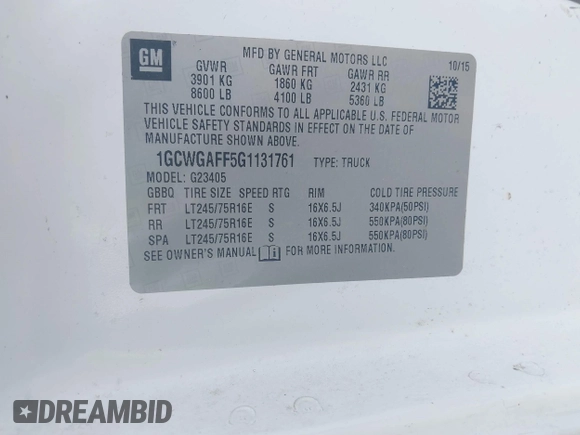 GM
MFD BY GENERAL MOTORS LLC
10/15
GVWR GAWR FRT GAWR RR
3901 KG 1860 KG 2431 KG
8600 LB 4100 LB 5360 LB
THIS VEHICLE CONFORMS TO ALL APPLICABLE U.S. FEDERAL MOTOR
VEHICLE SAFETY STANDARDS IN EFFECT ON THE DATE OF
MANUFACTURE SHOWN ABOVE.
1GCWGAFF5G1131761 TYPE: TRUCK
MODEL: G23405
GBBQ TIRE SIZE SPEED RTG RIM COLD TIRE PRESSURE
FRT LT245/75R16E S 16X6.5J 340KPA(50PSI)
RR LT245/75R16E S 16X6.5J 550KPA(80PSI)
SPA LT245/75R16E S 16X6.5J 550KPA(80PSI)
SEE OWNER'S MANUAL FOR MORE INFORMATION.
DREAMBID